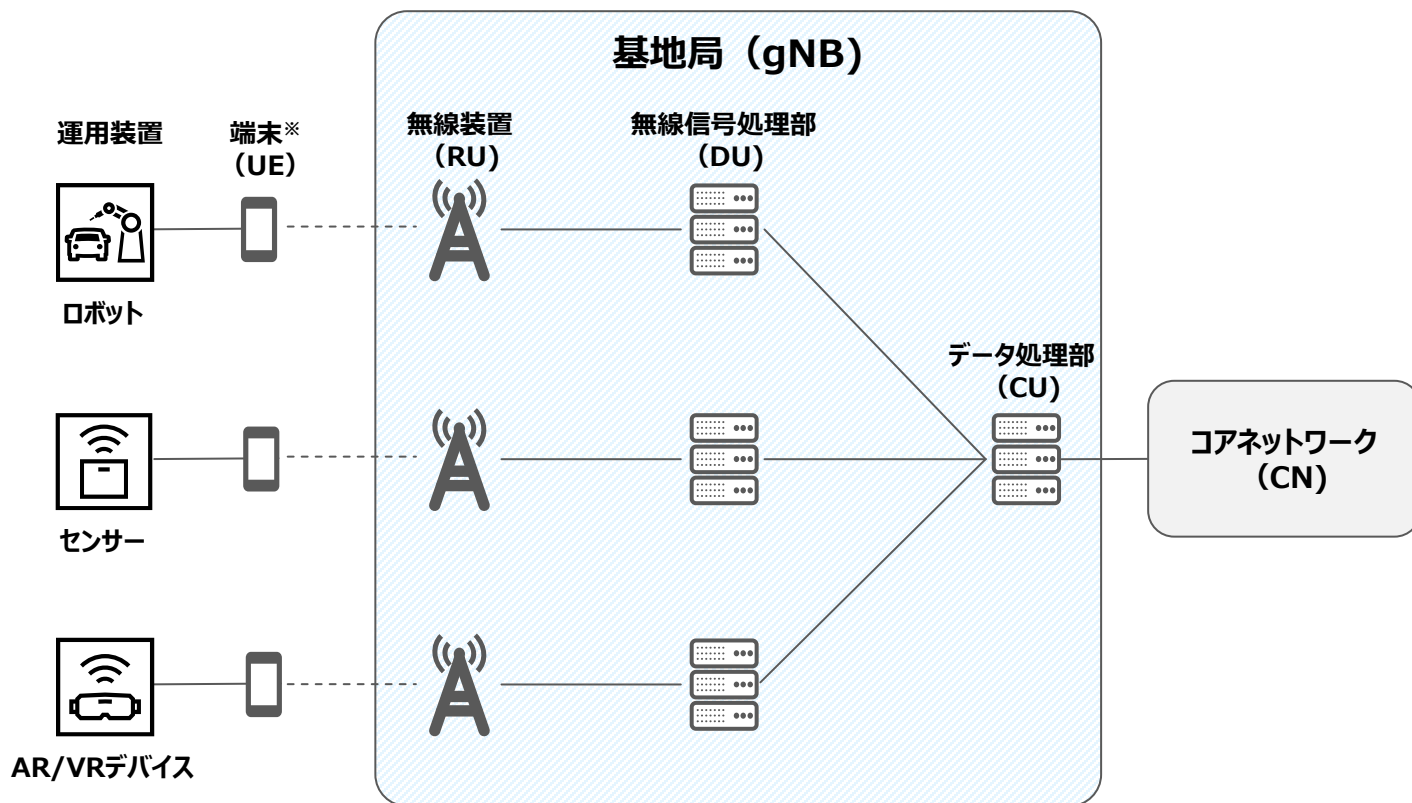 基地局（gNB)
運用装置
端末※
（UE）
無線装置
（RU)
無線信号処理部
（DU)
ロボット
データ処理部
（CU)
コアネットワーク
（CN)
センサー
AR/VRデバイス